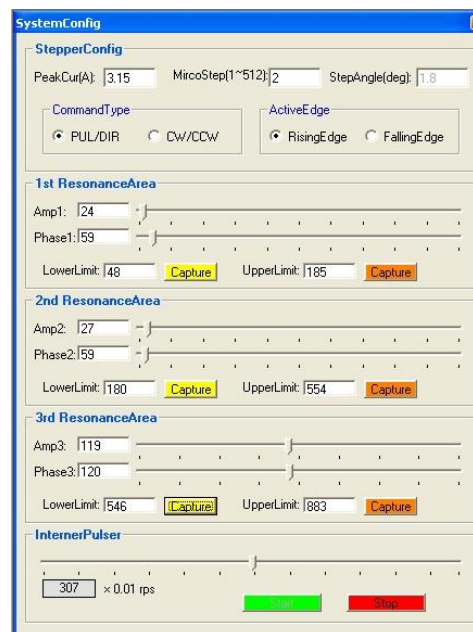 SystemConfig
StepperConfig
PeakCur(A): 3.15 MircoStep(1~512): 2 StepAngle(deg): 1.8
CommandType ActiveEdge
PUL/DIR CW/CCW RisingEdge FallingEdge
1st ResonanceArea
Amp1: 24
Phase1: 59
LowerLimit: 48 Capture UpperLimit: 185 Capture
2nd ResonanceArea
Amp2: 27
Phase2: 59
LowerLimit: 180 Capture UpperLimit: 554 Capture
3rd ResonanceArea
Amp3: 119
Phase3: 120
LowerLimit: 546 Capture UpperLimit: 883 Capture
InternerPulser
307 × 0.01 rps Start Stop